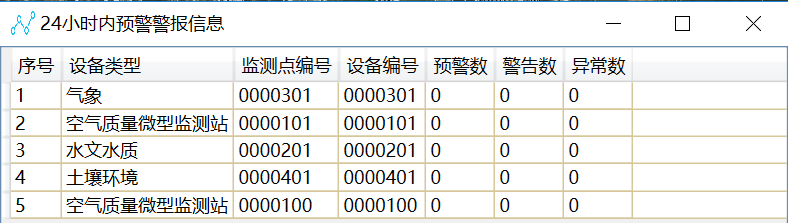 24小时内预警警报信息
序号 设备类型 监测点编号 设备编号 预警数 警告数 异常数
1 气象 0000301 0000301 0 0 0
2 空气质量微型监测站 0000101 0000101 0 0 0
3 水文水质 0000201 0000201 0 0 0
4 土壤环境 0000401 0000401 0 0 0
5 空气质量微型监测站 0000100 0000100 0 0 0